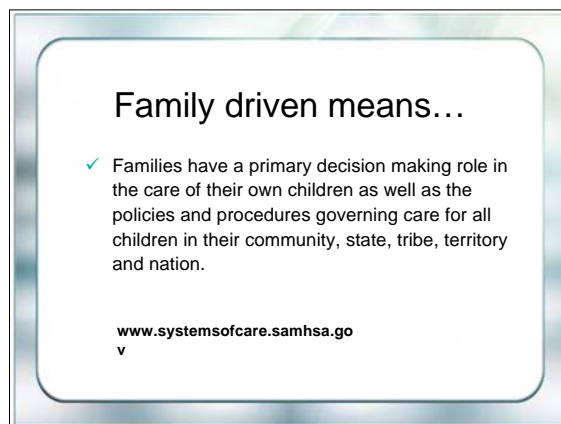 Family driven means…
✓ Families have a primary decision making role in
the care of their own children as well as the
policies and procedures governing care for all
children in their community, state, tribe, territory
and nation.
www.systemsofcare.samhsa.go
v